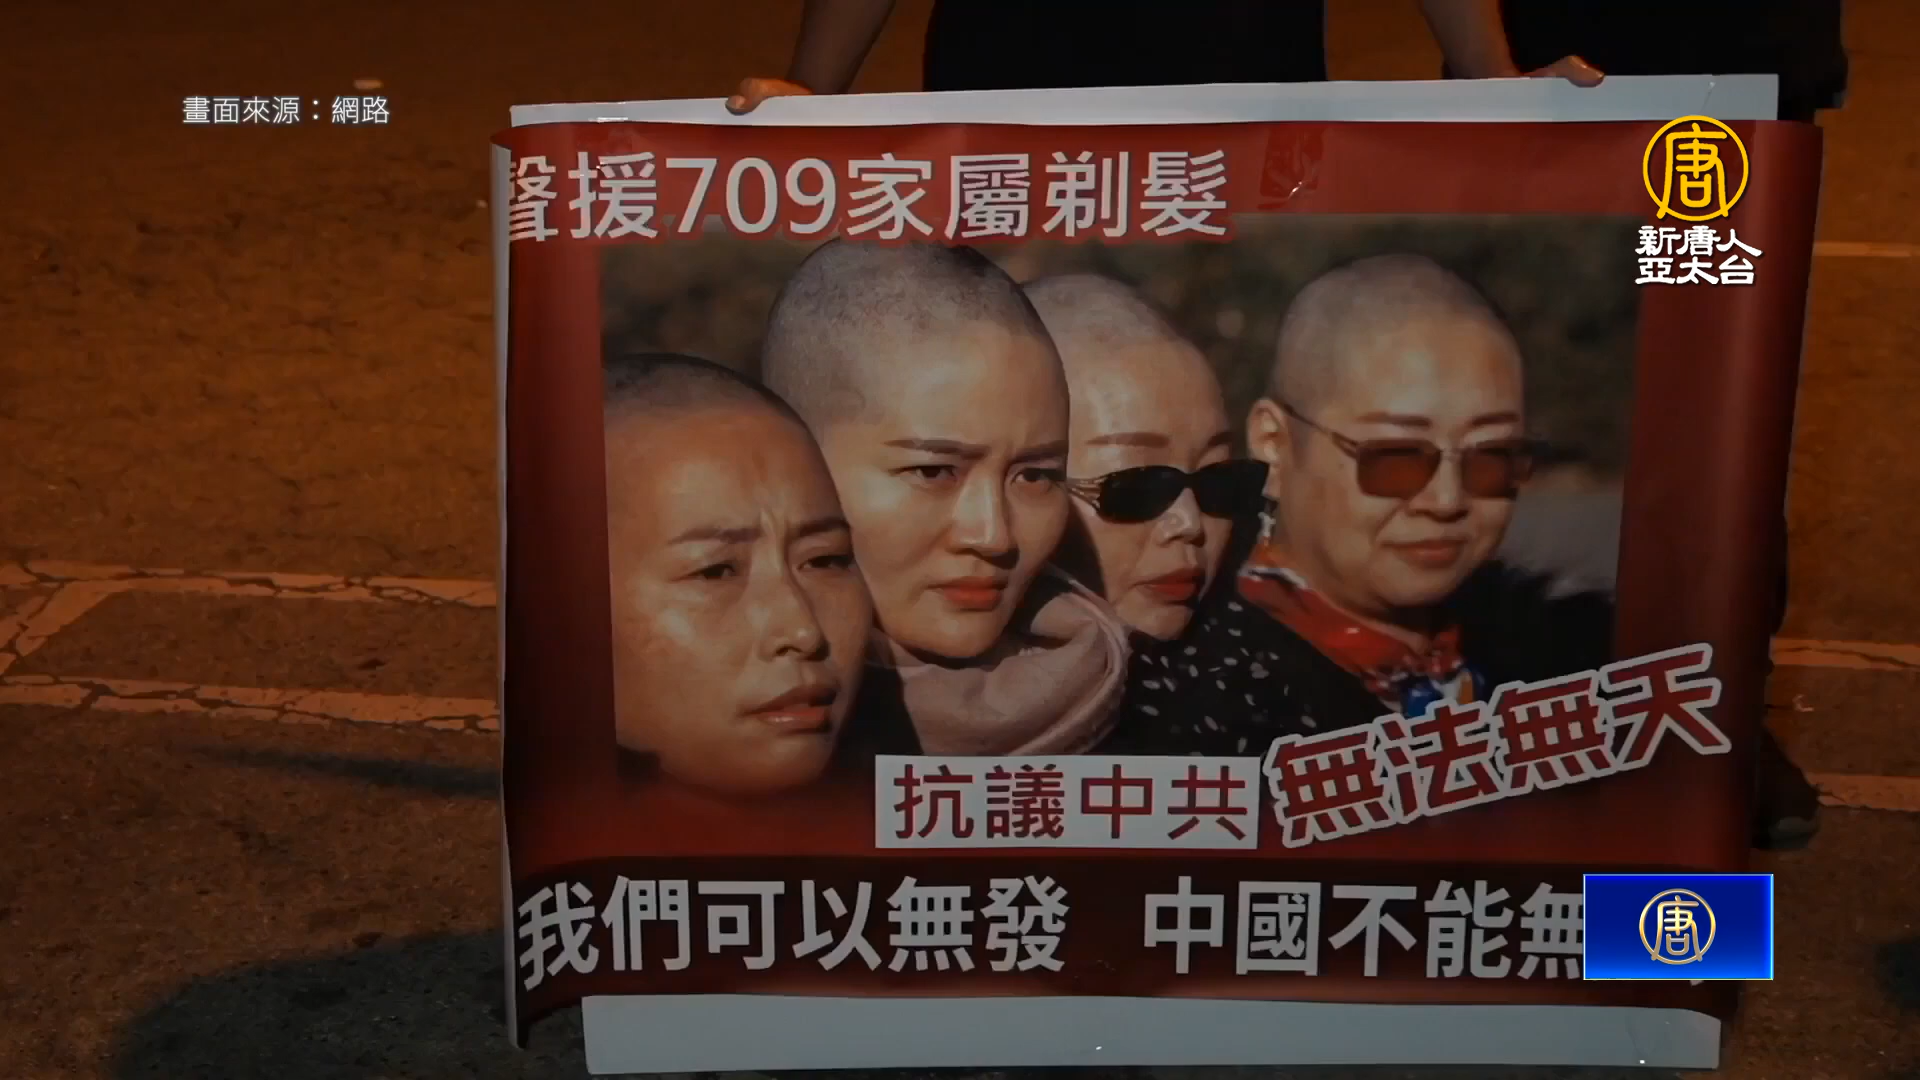 畫面來源：網路
聲援709家屬剃髮
唐
新唐人
亞太台
抗議中共無法無天
我們可以無發 中國不能無
唐